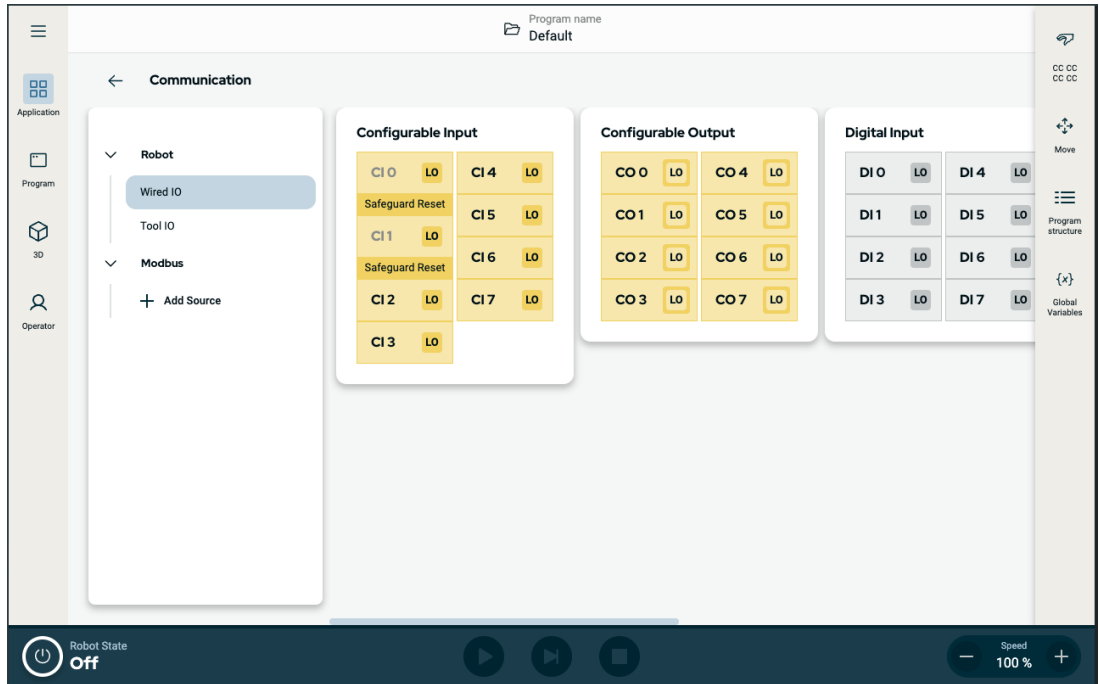 Program name
Default
Application
Program
3D
Operator
Communication
Robot
Wired IO
Tool IO
Modbus
Add Source
Configurable Input
CI 0 LO CI 4 LO
Safeguard Reset
CI 5 LO
CI 1 LO
CI 6 LO
Safeguard Reset
CI 2 LO CI 7 LO
CI 3 LO
Configurable Output
CO 0 LO CO 4 LO
CO 1 LO CO 5 LO
CO 2 LO CO 6 LO
CO 3 LO CO 7 LO
Digital Input
DI 0 LO DI 4 LO
DI 1 LO DI 5 LO
DI 2 LO DI 6 LO
DI 3 LO DI 7 LO
CC CC
CC CC
Move
Program
structure
{x}
Global
Variables
Robot State
Off
Speed
100 %